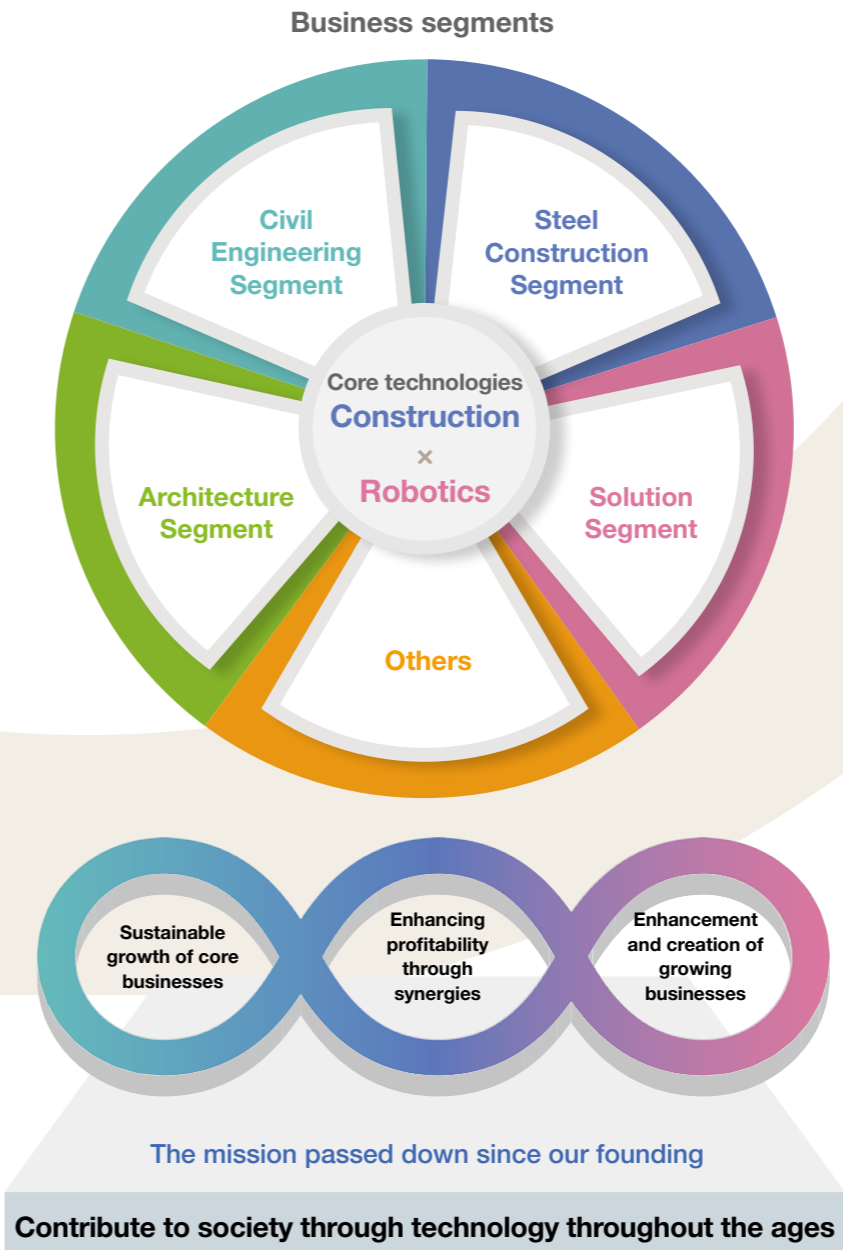 Business segments
Civil
Engineering
Segment
Steel
Construction
Segment
Core technologies
Construction
×
Robotics
Architecture
Segment
Solution
Segment
Others
Sustainable
growth of core
businesses
Enhancing
profitability
through
synergies
Enhancement
and creation of
growing
businesses
The mission passed down since our founding
Contribute to society through technology throughout the ages